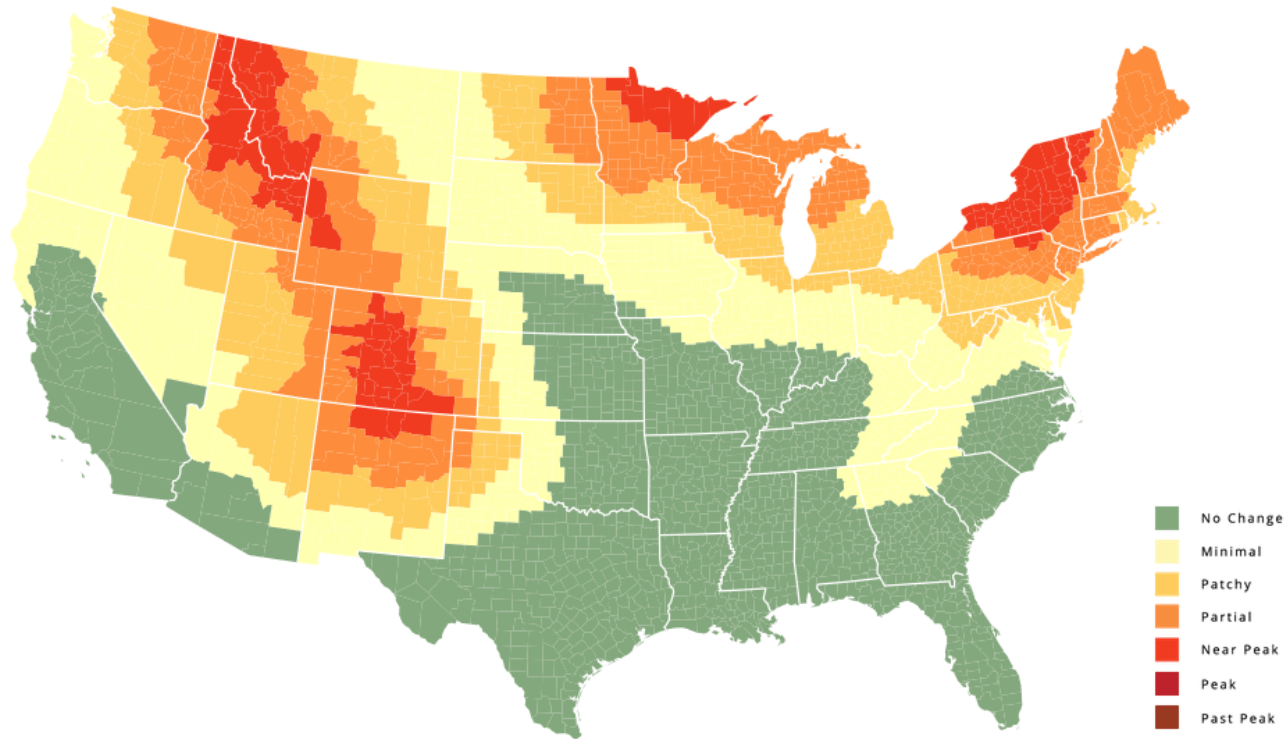 No Change
Minimal
Patchy
Partial
Near Peak
Peak
Past Peak